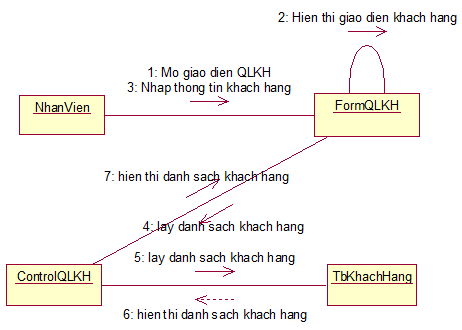 2: Hien thi giao dien khach hang
1: Mo giao dien QLKH
3: Nhap thong tin khach hang
NhanVien
FormQLKH
7: hien thi danh sach khach hang
4: lay danh sach khach hang
5: lay danh sach khach hang
ControlQLKH
TbKhachHang
6: hien thi danh sach khach hang